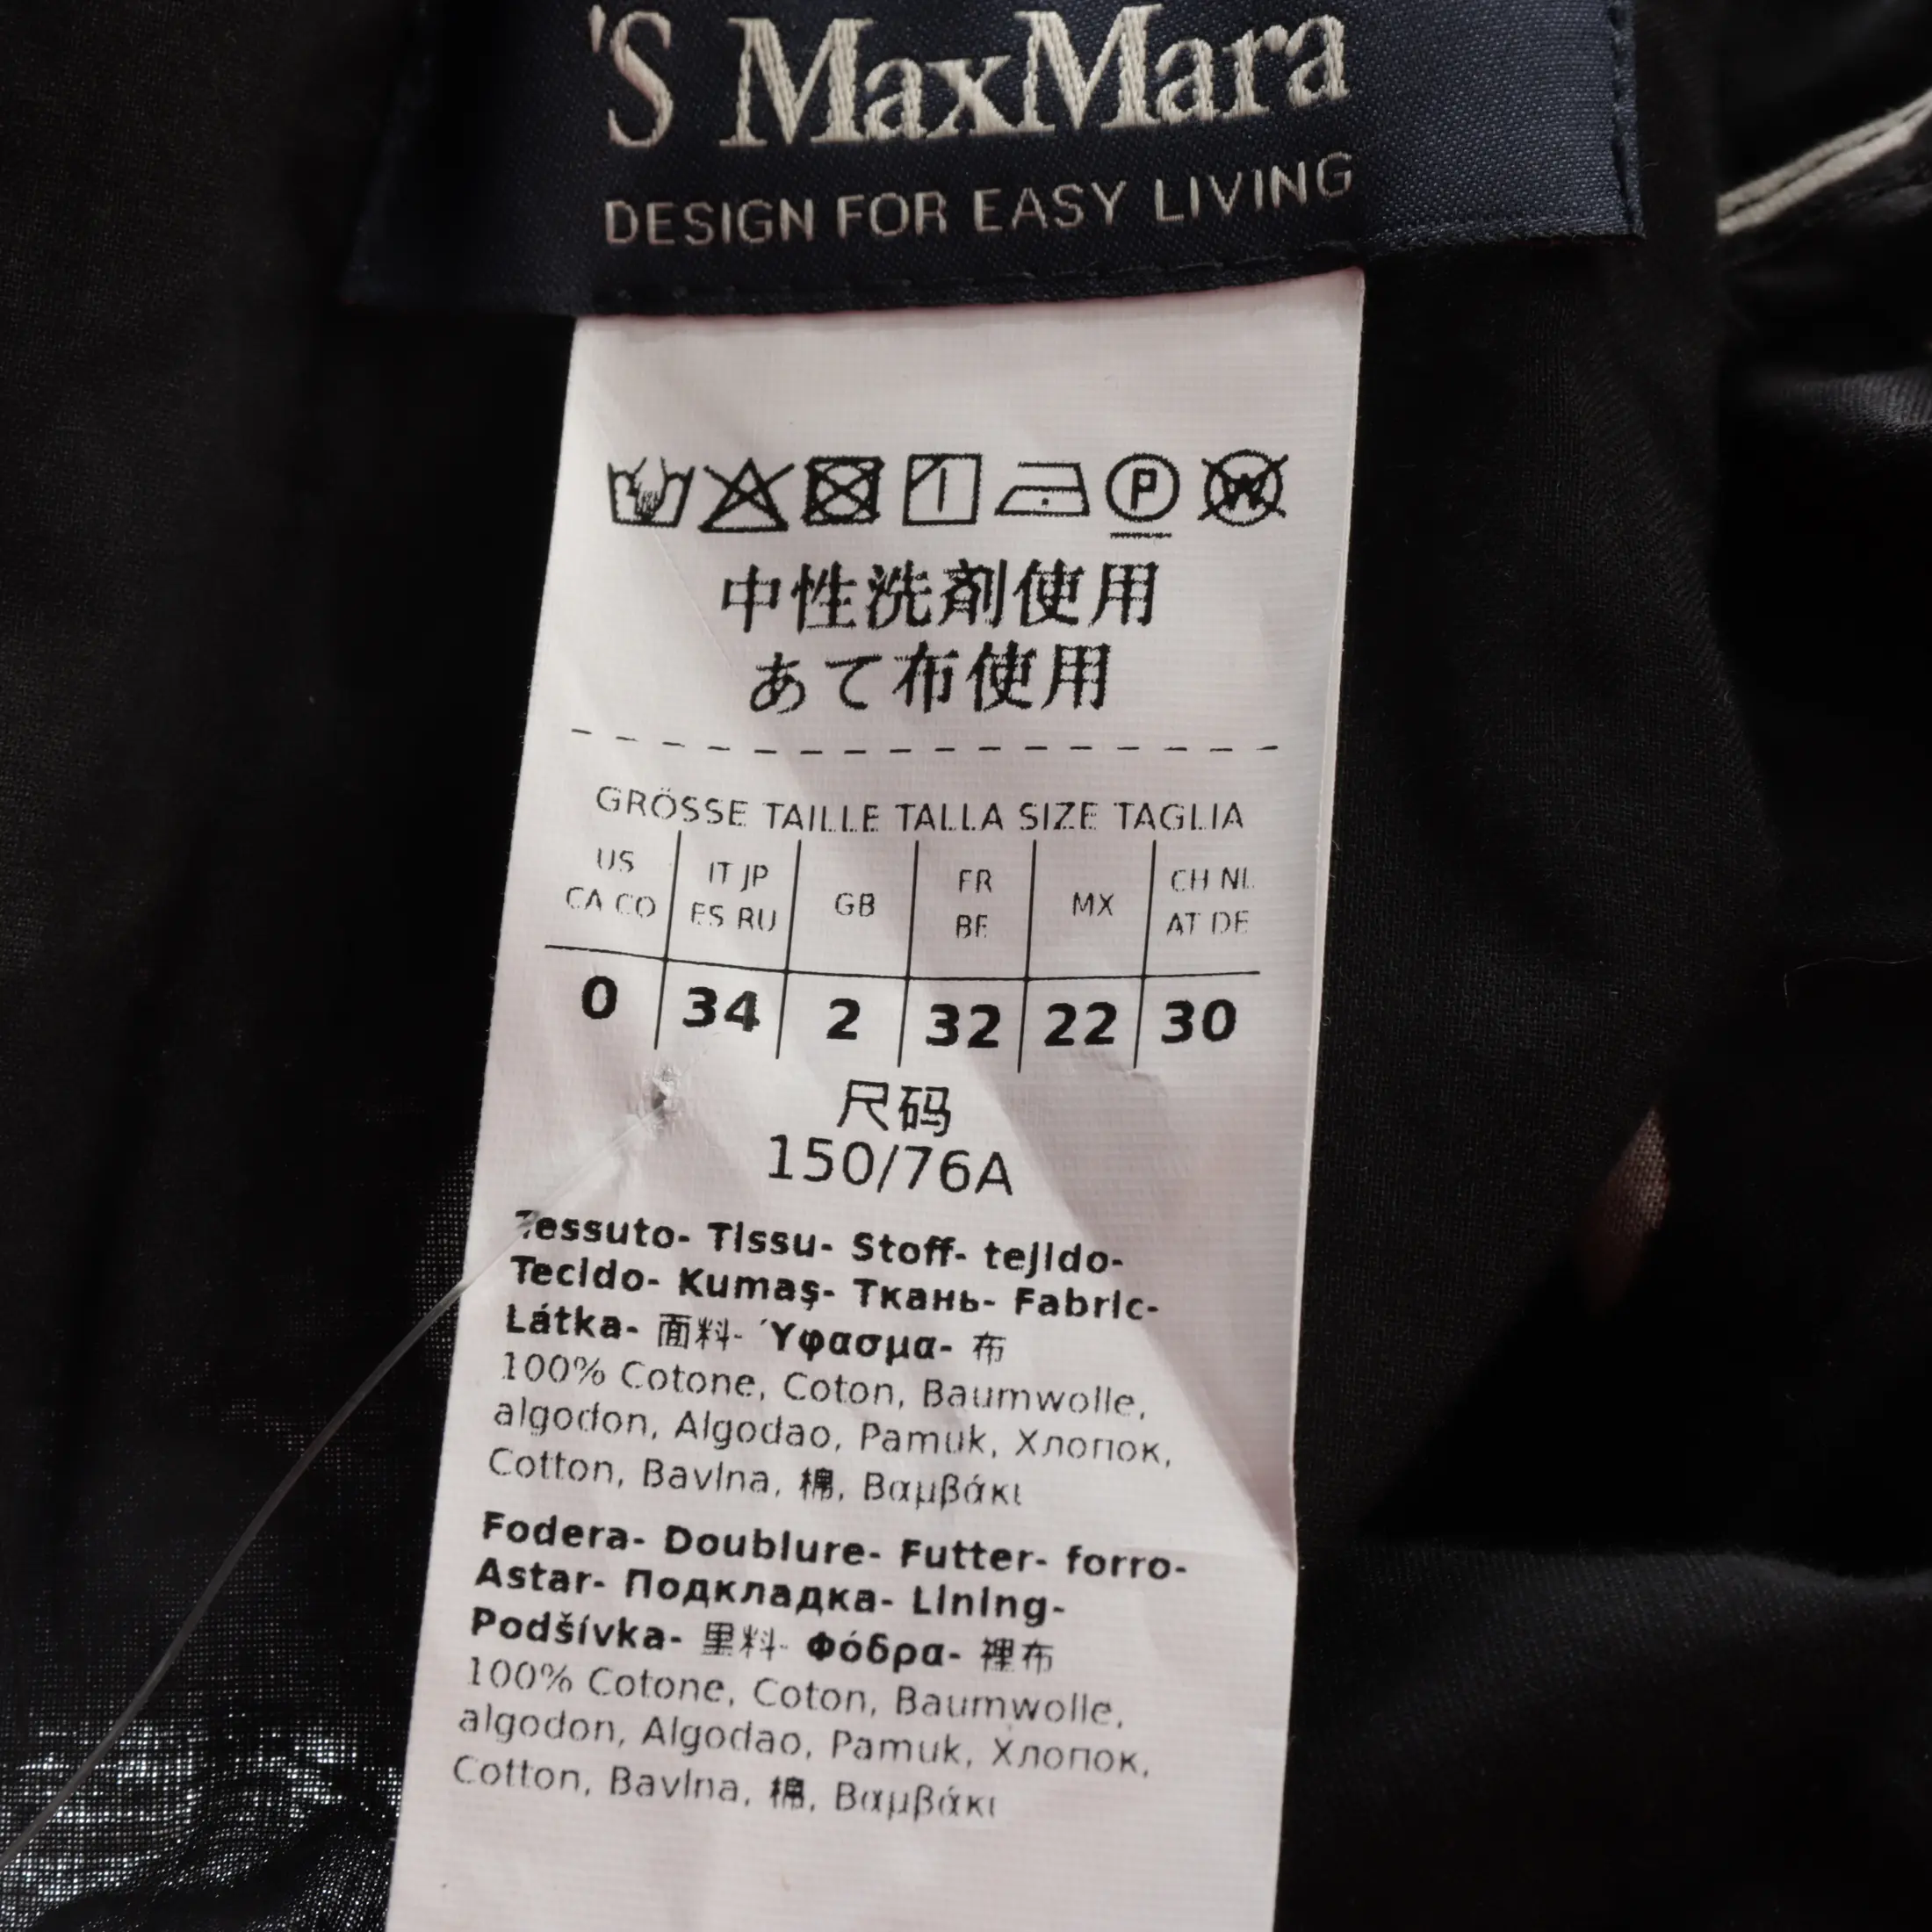 'S MaxMara
DESIGN FOR EASY LIVING
P W
中性洗剤使用
あて布使用
GRÖSSE TAILLE TALLA SIZE TAGLIA
US CA CO
IT JP ES RU
GB
FR BE
MX
CH NL AT DE
0 34 2 32 22 30
尺码
150/76A
Tessuto- Tissu- Stoff- tejido-
Tecido- Kumaş- Ткань- Fabric-
Látka- 面料- Ύφασμα- 布
100% Cotone, Coton, Baumwolle,
algodon, Algodao, Pamuk, Хлопок,
Cotton, Bavlna, 棉, Βαμβάκι
Fodera- Doublure- Futter- forro-
Astar- Подкладка- Lining-
Podšívka- 里料- Φόδρα- 裡布
100% Cotone, Coton, Baumwolle,
algodon, Algodao, Pamuk, Хлопок,
Cotton, Bavlna, 棉, Βαμβάκι